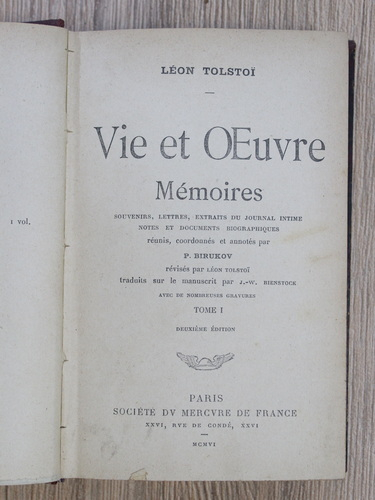 1 vol.
LÉON TOLSTOÏ
Vie et Œuvre
Mémoires
SOUVENIRS, LETTRES, EXTRAITS DU JOURNAL INTIME
NOTES ET DOCUMENTS BIOGRAPHIQUES
réunis, coordonnés et annotés par
P. BIRUKOV
révisés par LÉON TOLSTOÏ
traduits sur le manuscrit par J.-W. BIENSTOCK
AVEC DE NOMBREUSES GRAVURES
TOME I
DEUXIÈME ÉDITION
PARIS
SOCIÉTÉ DV MERCVRE DE FRANCE
XXVI, RVE DE CONDÉ, XXVI
MCMVI